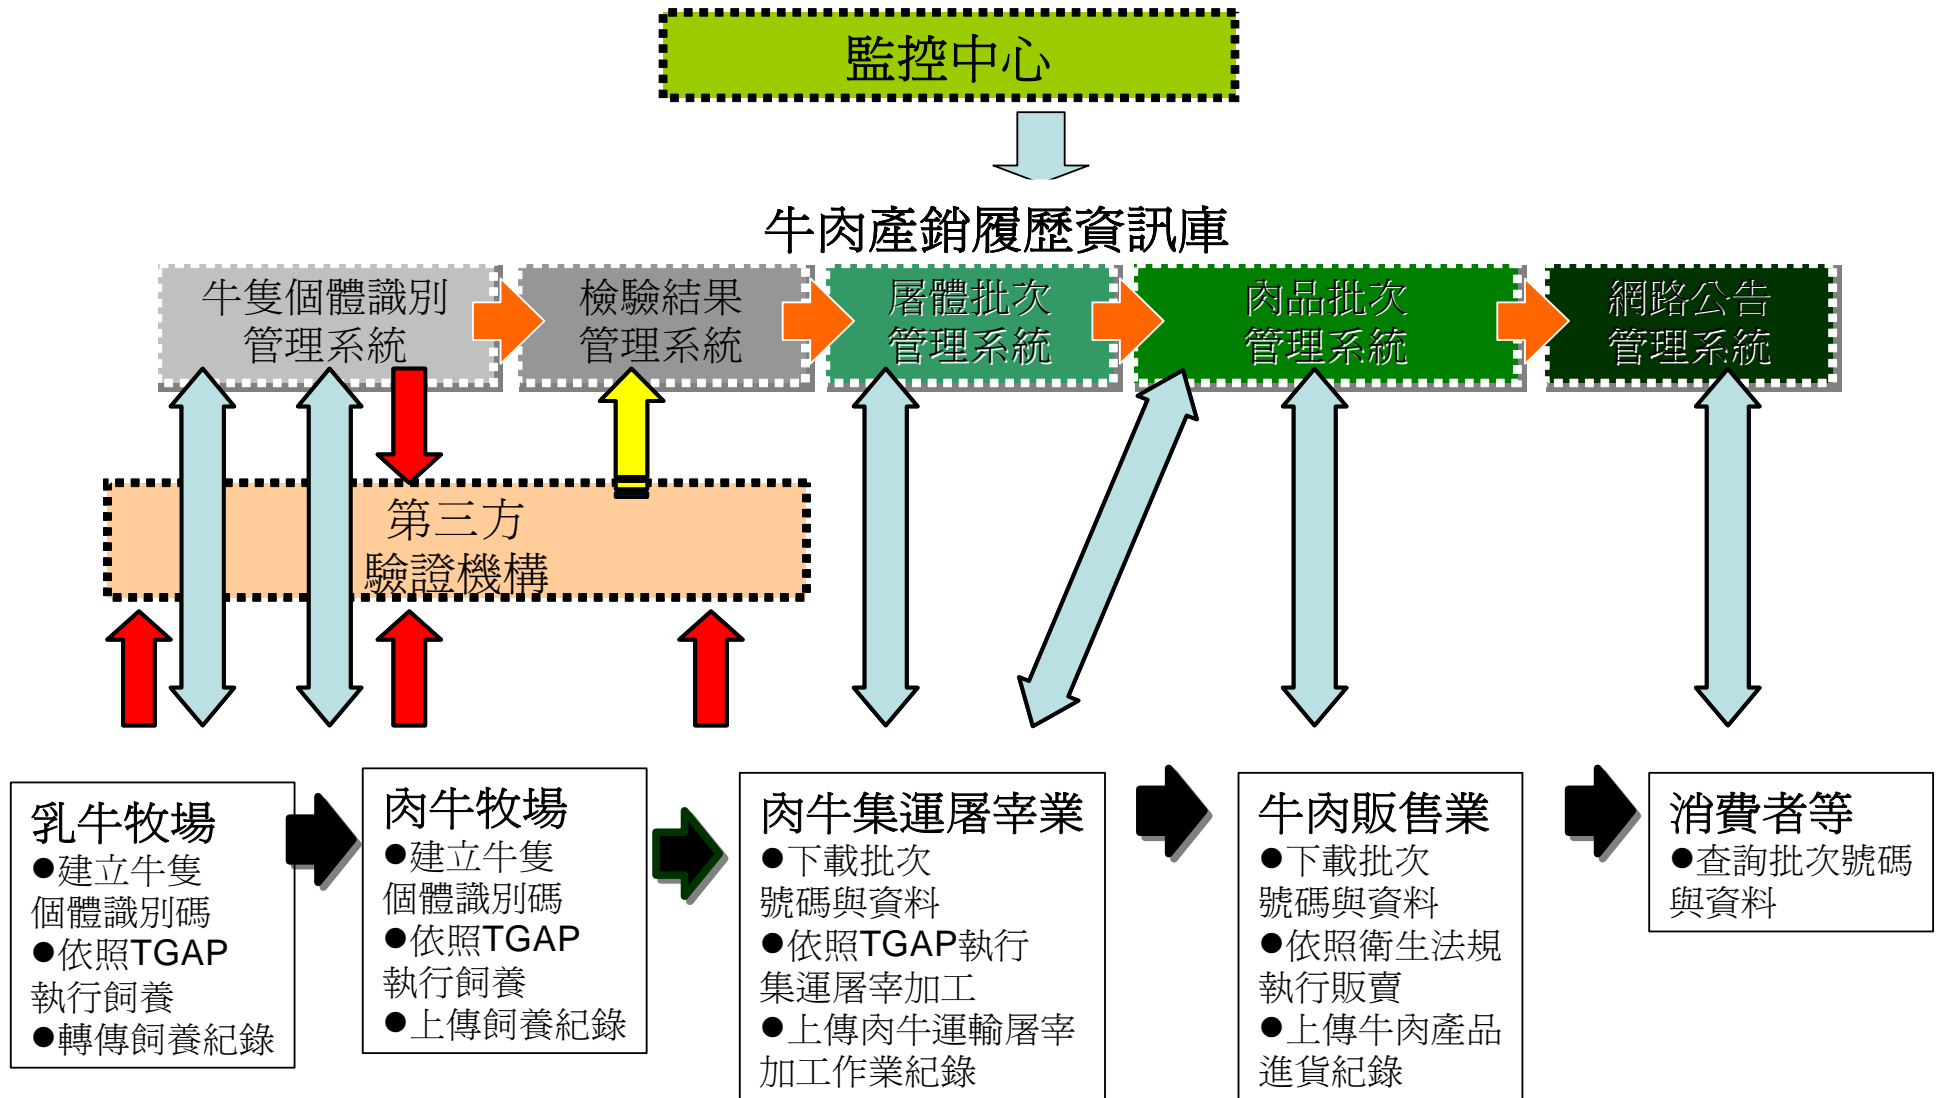 監控中心
牛肉產銷履歷資訊庫
牛隻個體識別
管理系統
檢驗結果
管理系統
屠體批次
管理系統
肉品批次
管理系統
網路公告
管理系統
第三方
驗證機構
乳牛牧場
●建立牛隻
個體識別碼
●依照TGAP
執行飼養
●轉傳飼養紀錄
肉牛牧場
●建立牛隻
個體識別碼
●依照TGAP
執行飼養
●上傳飼養紀錄
肉牛集運屠宰業
●下載批次
號碼與資料
●依照TGAP執行
集運屠宰加工
●上傳肉牛運輸屠宰
加工作業紀錄
牛肉販售業
●下載批次
號碼與資料
●依照衛生法規
執行販賣
●上傳牛肉產品
進貨紀錄
消費者等
●查詢批次號碼
與資料